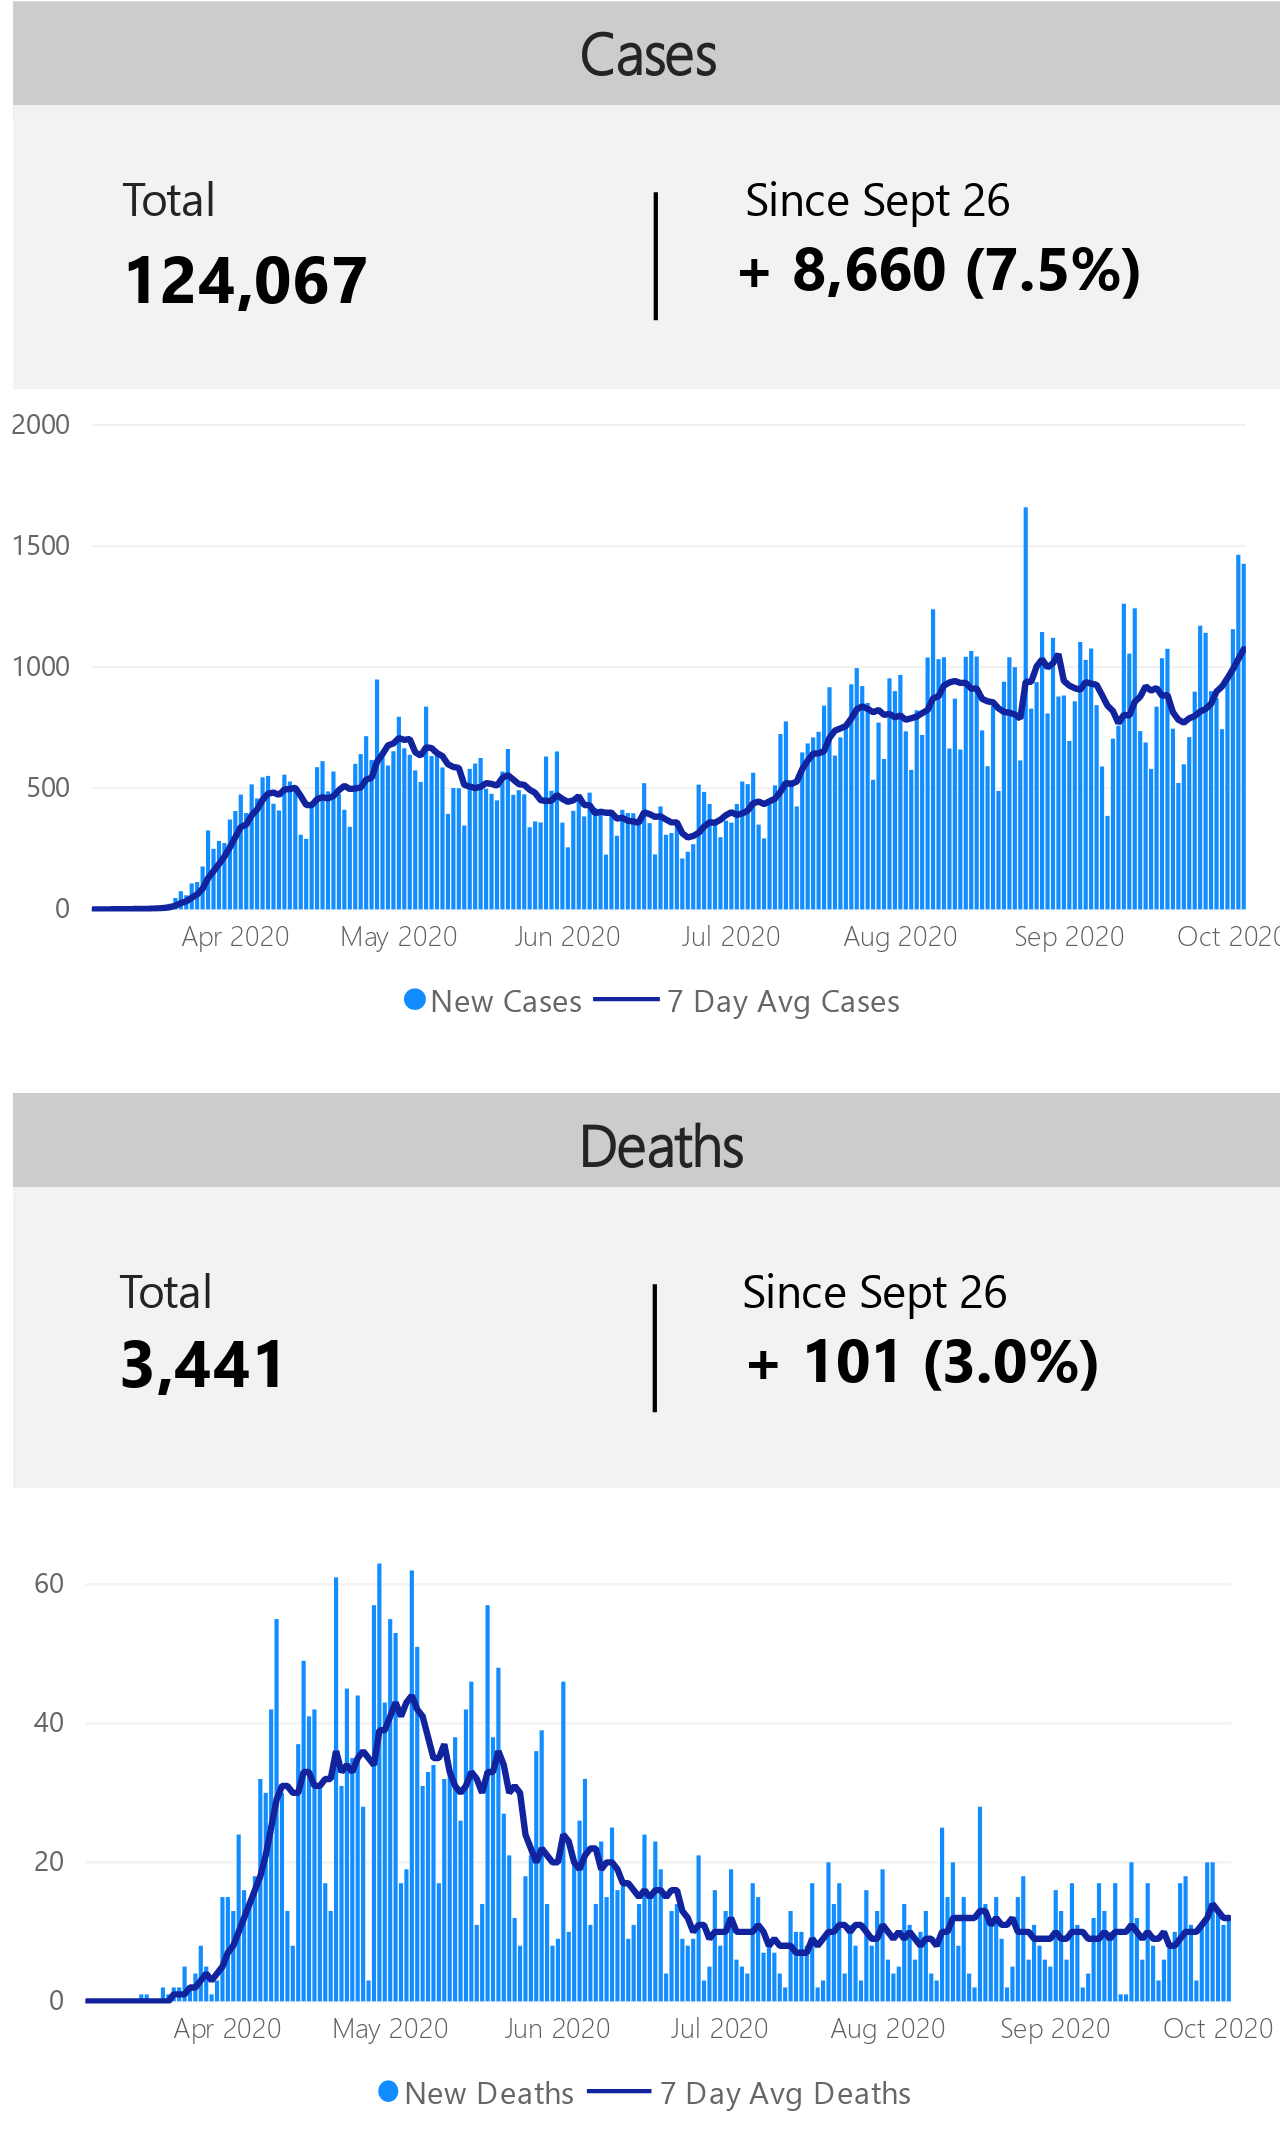 Cases
Total
Since Sept 26
124,067
+ 8,660 (7.5%)
2000
1500
1000
500
0
Apr 2020 May 2020 Jun 2020 Jul 2020 Aug 2020 Sep 2020 Oct 2020
New Cases 7 Day Avg Cases
Deaths
Total
Since Sept 26
3,441
+ 101 (3.0%)
60
40
20
0
Apr 2020 May 2020 Jun 2020 Jul 2020 Aug 2020 Sep 2020 Oct 2020
New Deaths 7 Day Avg Deaths